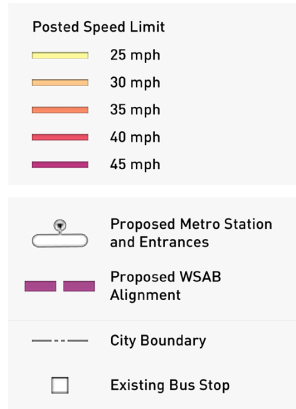 Posted Speed Limit
25 mph
30 mph
35 mph
40 mph
45 mph
Proposed Metro Station
and Entrances
Proposed WSAB
Alignment
City Boundary
Existing Bus Stop